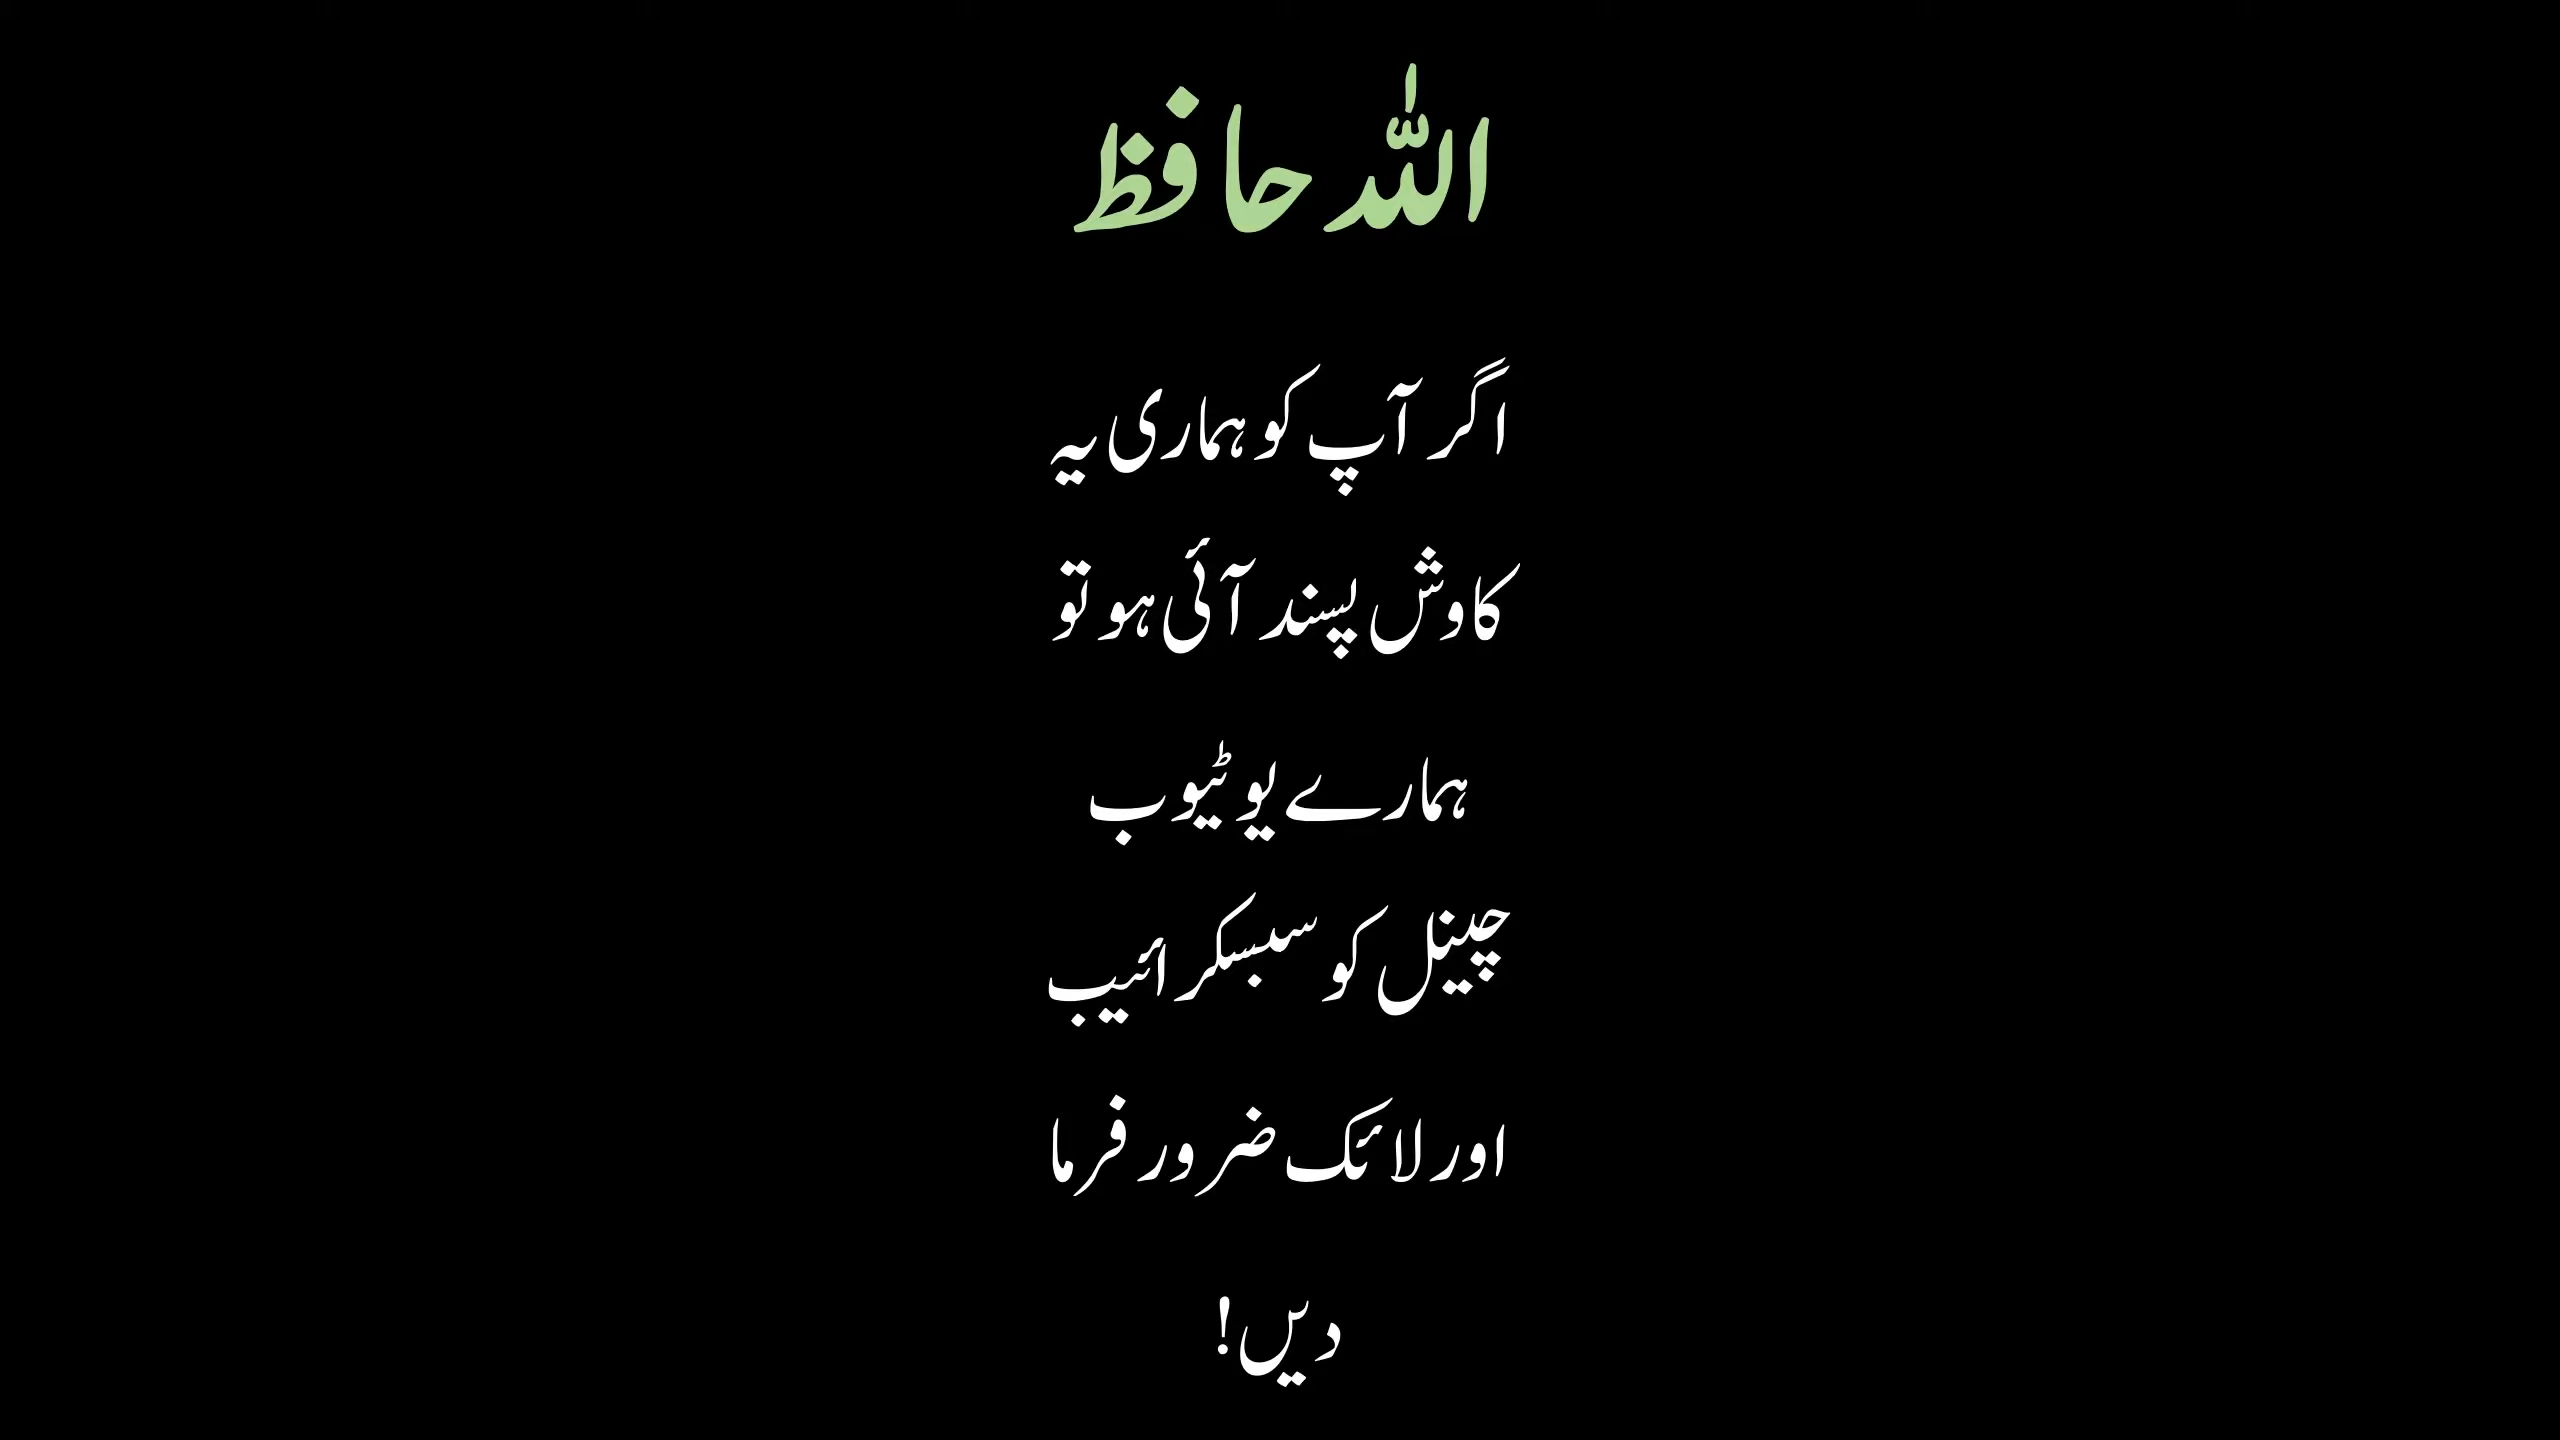 اللہ حافظ
اگر آپ کو ہماری یہ
کاوش پسند آئی ہو تو
ہمارے یوٹیوب
چینل کو سبسکرائیب
اور لائک ضرور فرما
دیں!